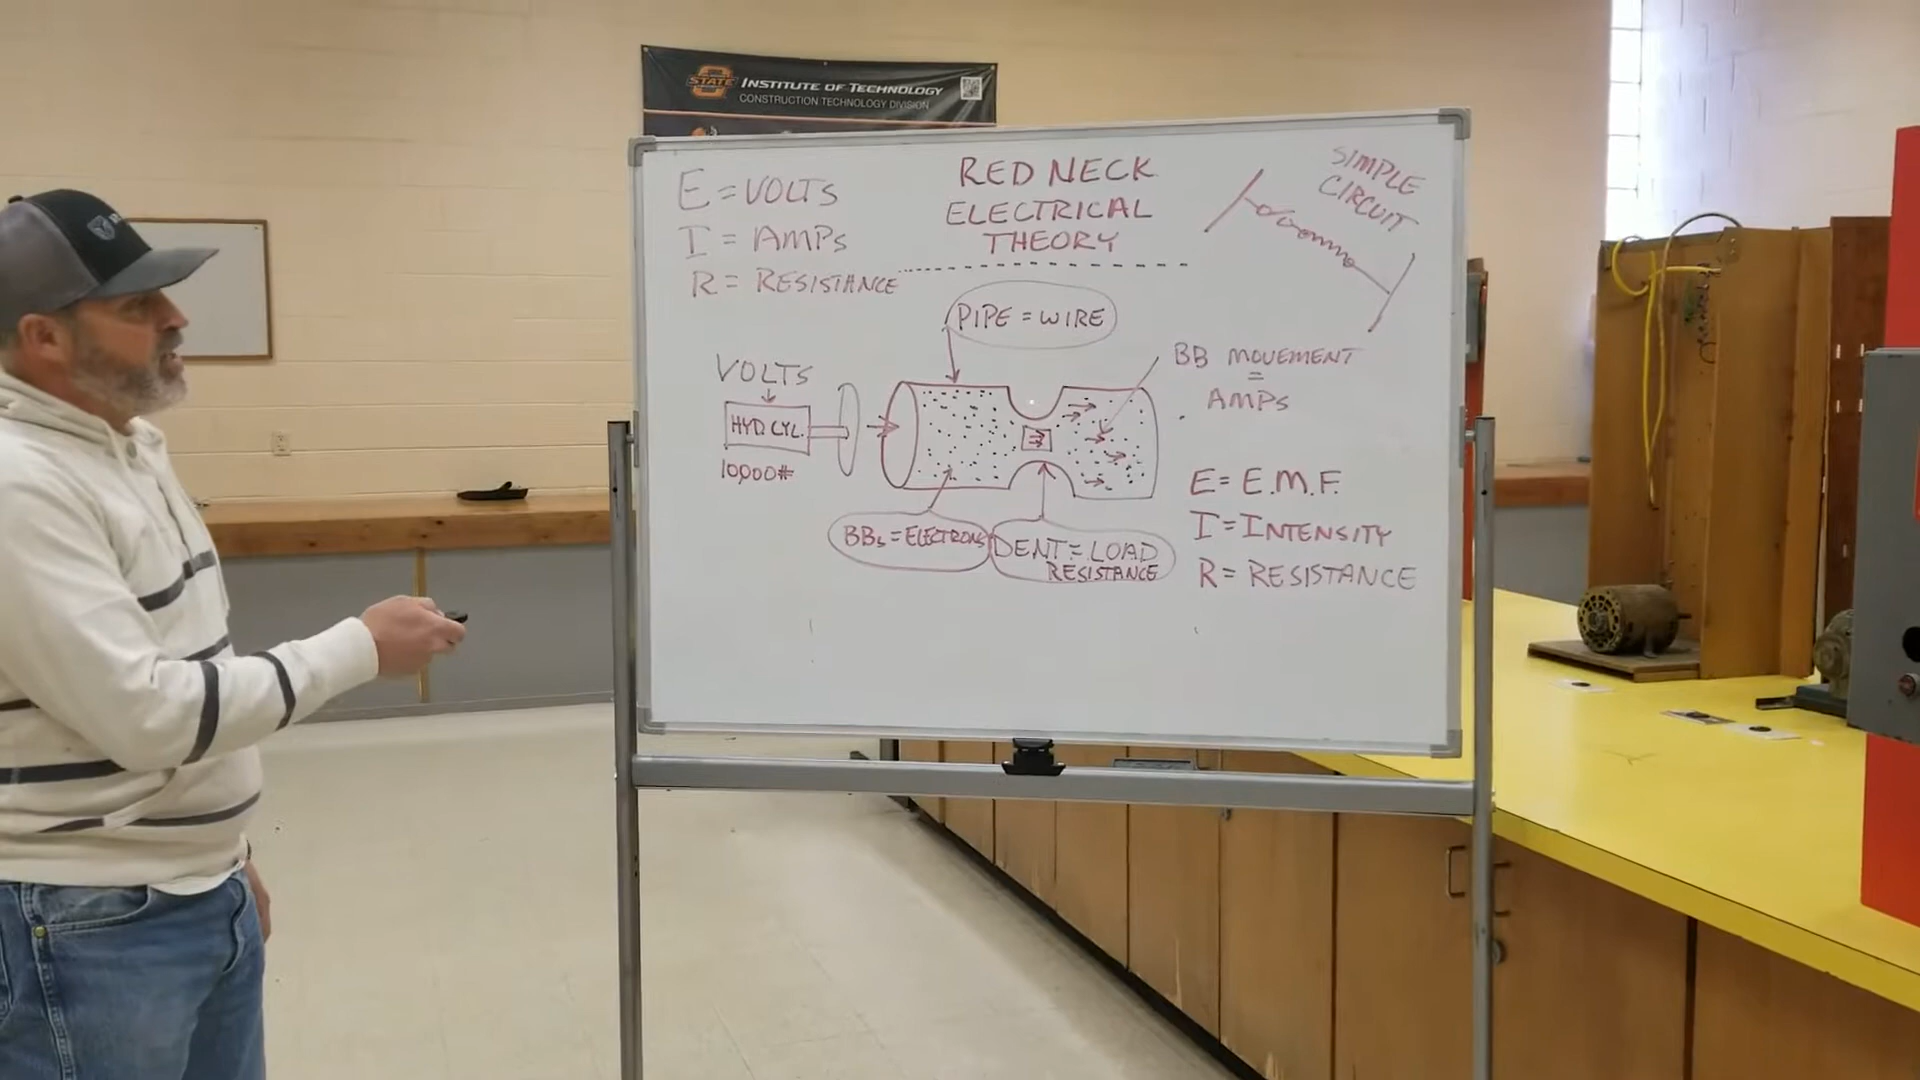 STATE INSTITUTE OF TECHNOLOGY
CONSTRUCTION TECHNOLOGY DIVISION
E = VOLTS
I = AMPs
R = RESISTANCE
RED NECK
ELECTRICAL
THEORY
SIMPLE
CIRCUIT
PIPE = WIRE
VOLTS
HYD. CYL.
10,000#
BB MOVEMENT
=
AMPs
BBs = ELECTRONS
DENT = LOAD
RESISTANCE
E = E.M.F.
I = INTENSITY
R = RESISTANCE